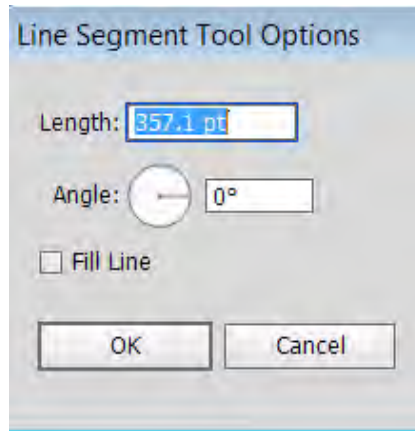 Line Segment Tool Options
Length: 357.1 pt
Angle: 0°
Fill Line
OK Cancel